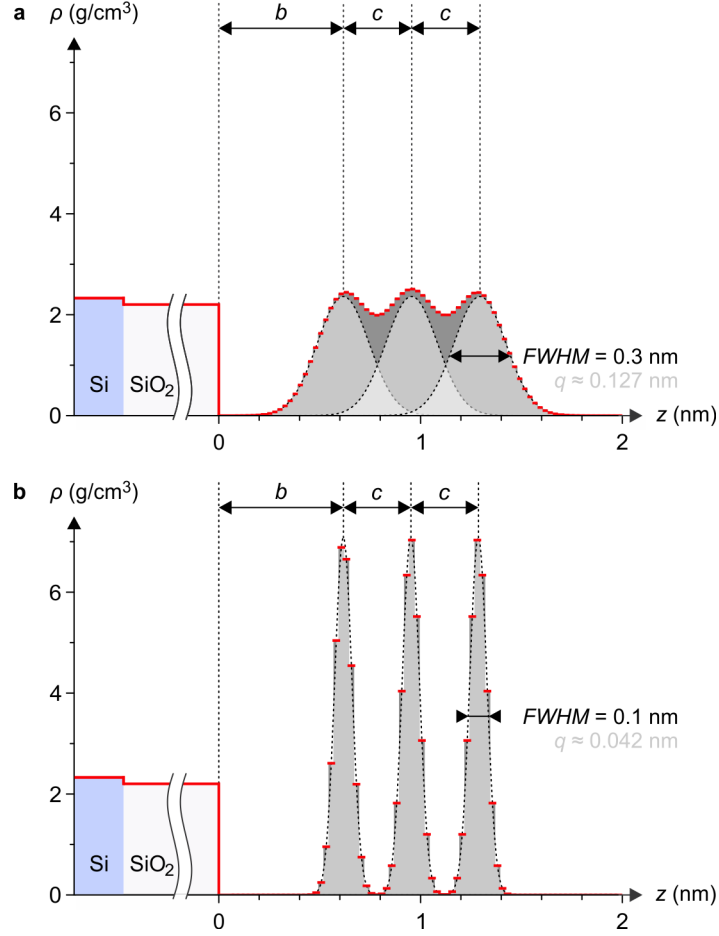 a ρ (g/cm³) b c c
6
4
2
0
Si SiO₂
FWHM = 0.3 nm
q ≈ 0.127 nm
0 1 2 z (nm)
b ρ (g/cm³) b c c
6
4
2
0
Si SiO₂
FWHM = 0.1 nm
q ≈ 0.042 nm
0 1 2 z (nm)